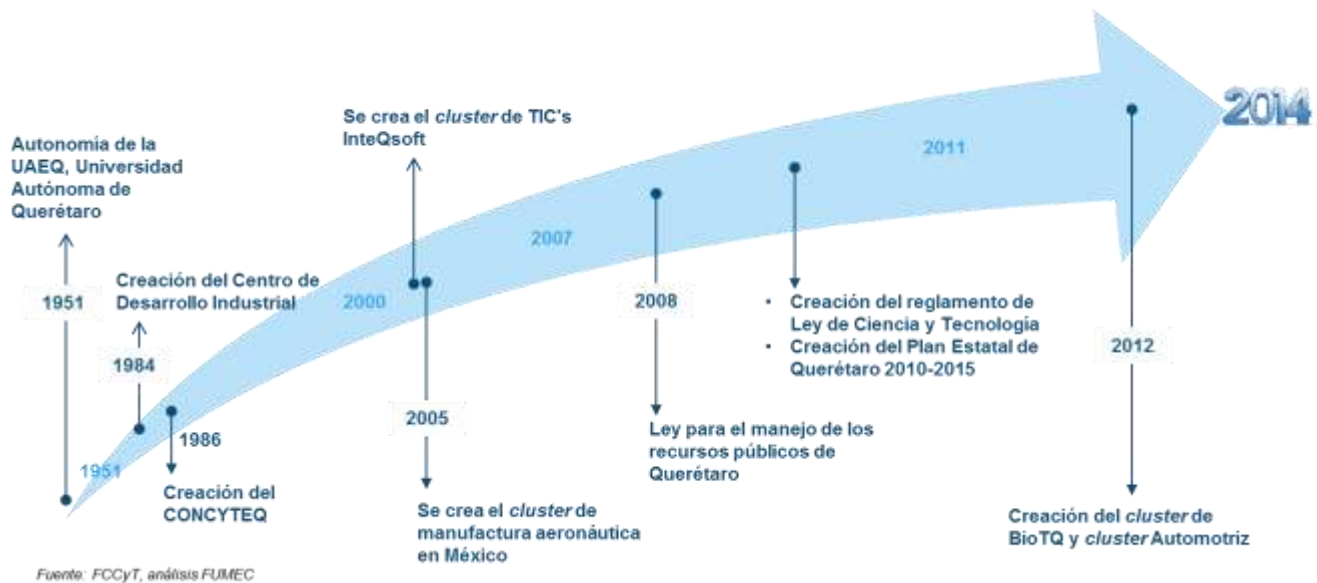 Autonomía de la
UAEQ, Universidad
Autónoma de
Querétaro
1951
1951
Creación del Centro de
Desarrollo Industrial
1984
1986
Creación del
CONCYTEQ
2000
Se crea el cluster de TIC's
InteQsoft
2005
Se crea el cluster de
manufactura aeronáutica
en México
2007
2008
Ley para el manejo de los
recursos públicos de
Querétaro
• Creación del reglamento de
Ley de Ciencia y Tecnología
• Creación del Plan Estatal de
Querétaro 2010-2015
2011
2012
Creación del cluster de
BioTQ y cluster Automotriz
2014
Fuente: FCCyT, análisis FUMEC